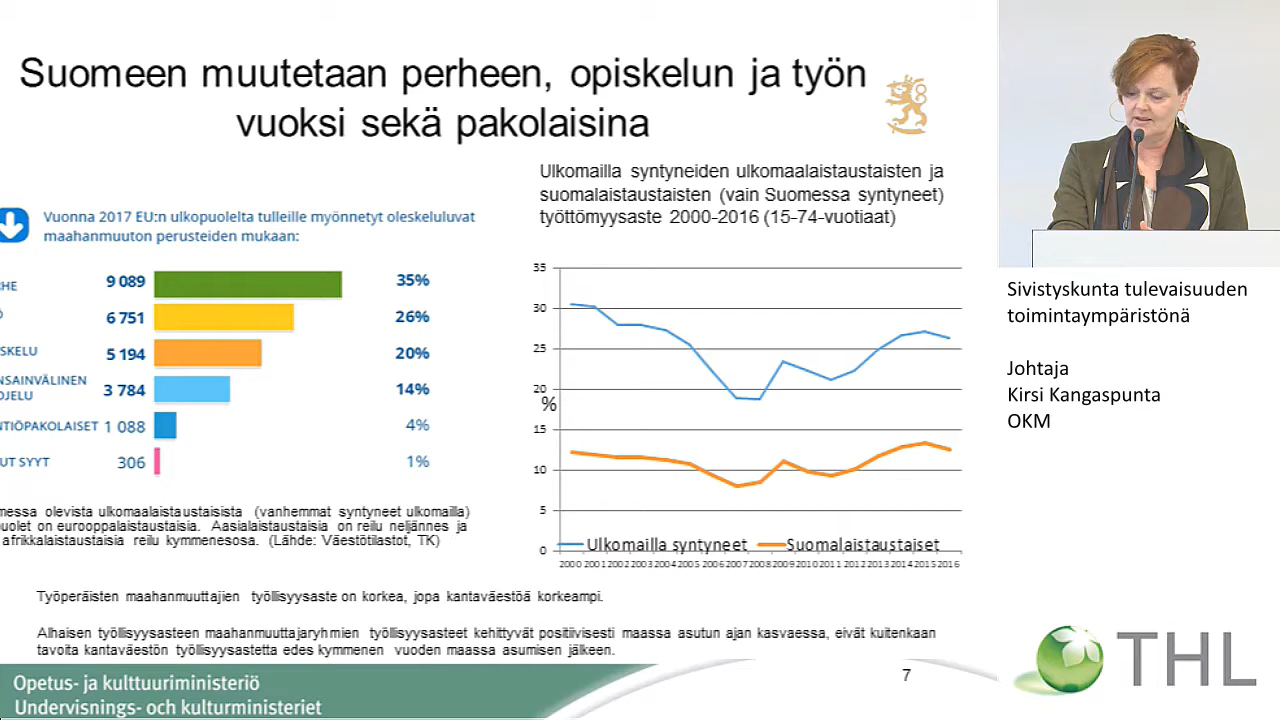 Suomeen muutetaan perheen, opiskelun ja työn
vuoksi sekä pakolaisina
Vuonna 2017 EU:n ulkopuolelta tulleille myönnetyt oleskeluluvat
maahanmuuton perusteiden mukaan:
HE 9 089 35%
Ö 6 751 26%
SKELU 5 194 20%
NSAINVÄLINEN
OJELU 3 784 14%
NTIÖPAKOLAISET 1 088 4%
UT SYYT 306 1%
messa olevista ulkomaalaistaustaisista (vanhemmat syntyneet ulkomailla)
uolet on eurooppalaistaustaisia. Aasialaistaustaisia on reilu neljännes ja
afrikkalaistaustaisia reilu kymmenesosa. (Lähde: Väestötilastot, TK)
Ulkomailla syntyneiden ulkomaalaistaustaisten ja
suomalaistaustaisten (vain Suomessa syntyneet)
työttömyysaste 2000-2016 (15-74-vuotiaat)
35
30
25
20
%
15
10
5
0
Ulkomailla syntyneet Suomalaistaustaiset
2000 2001 2002 2003 2004 2005 2006 2007 2008 2009 2010 2011 2012 2013 2014 2015 2016
Työperäisten maahanmuuttajien työllisyysaste on korkea, jopa kantaväestöä korkeampi.
Alhaisen työllisyysasteen maahanmuuttajaryhmien työllisyysasteet kehittyvät positiivisesti maassa asutun ajan kasvaessa, eivät kuitenkaan
tavoita kantaväestön työllisyysastetta edes kymmenen vuoden maassa asumisen jälkeen.
7
Opetus- ja kulttuuriministeriö
Undervisnings- och kulturministeriet
Sivistyskunta tulevaisuuden
toimintaympäristönä
Johtaja
Kirsi Kangaspunta
OKM
THL